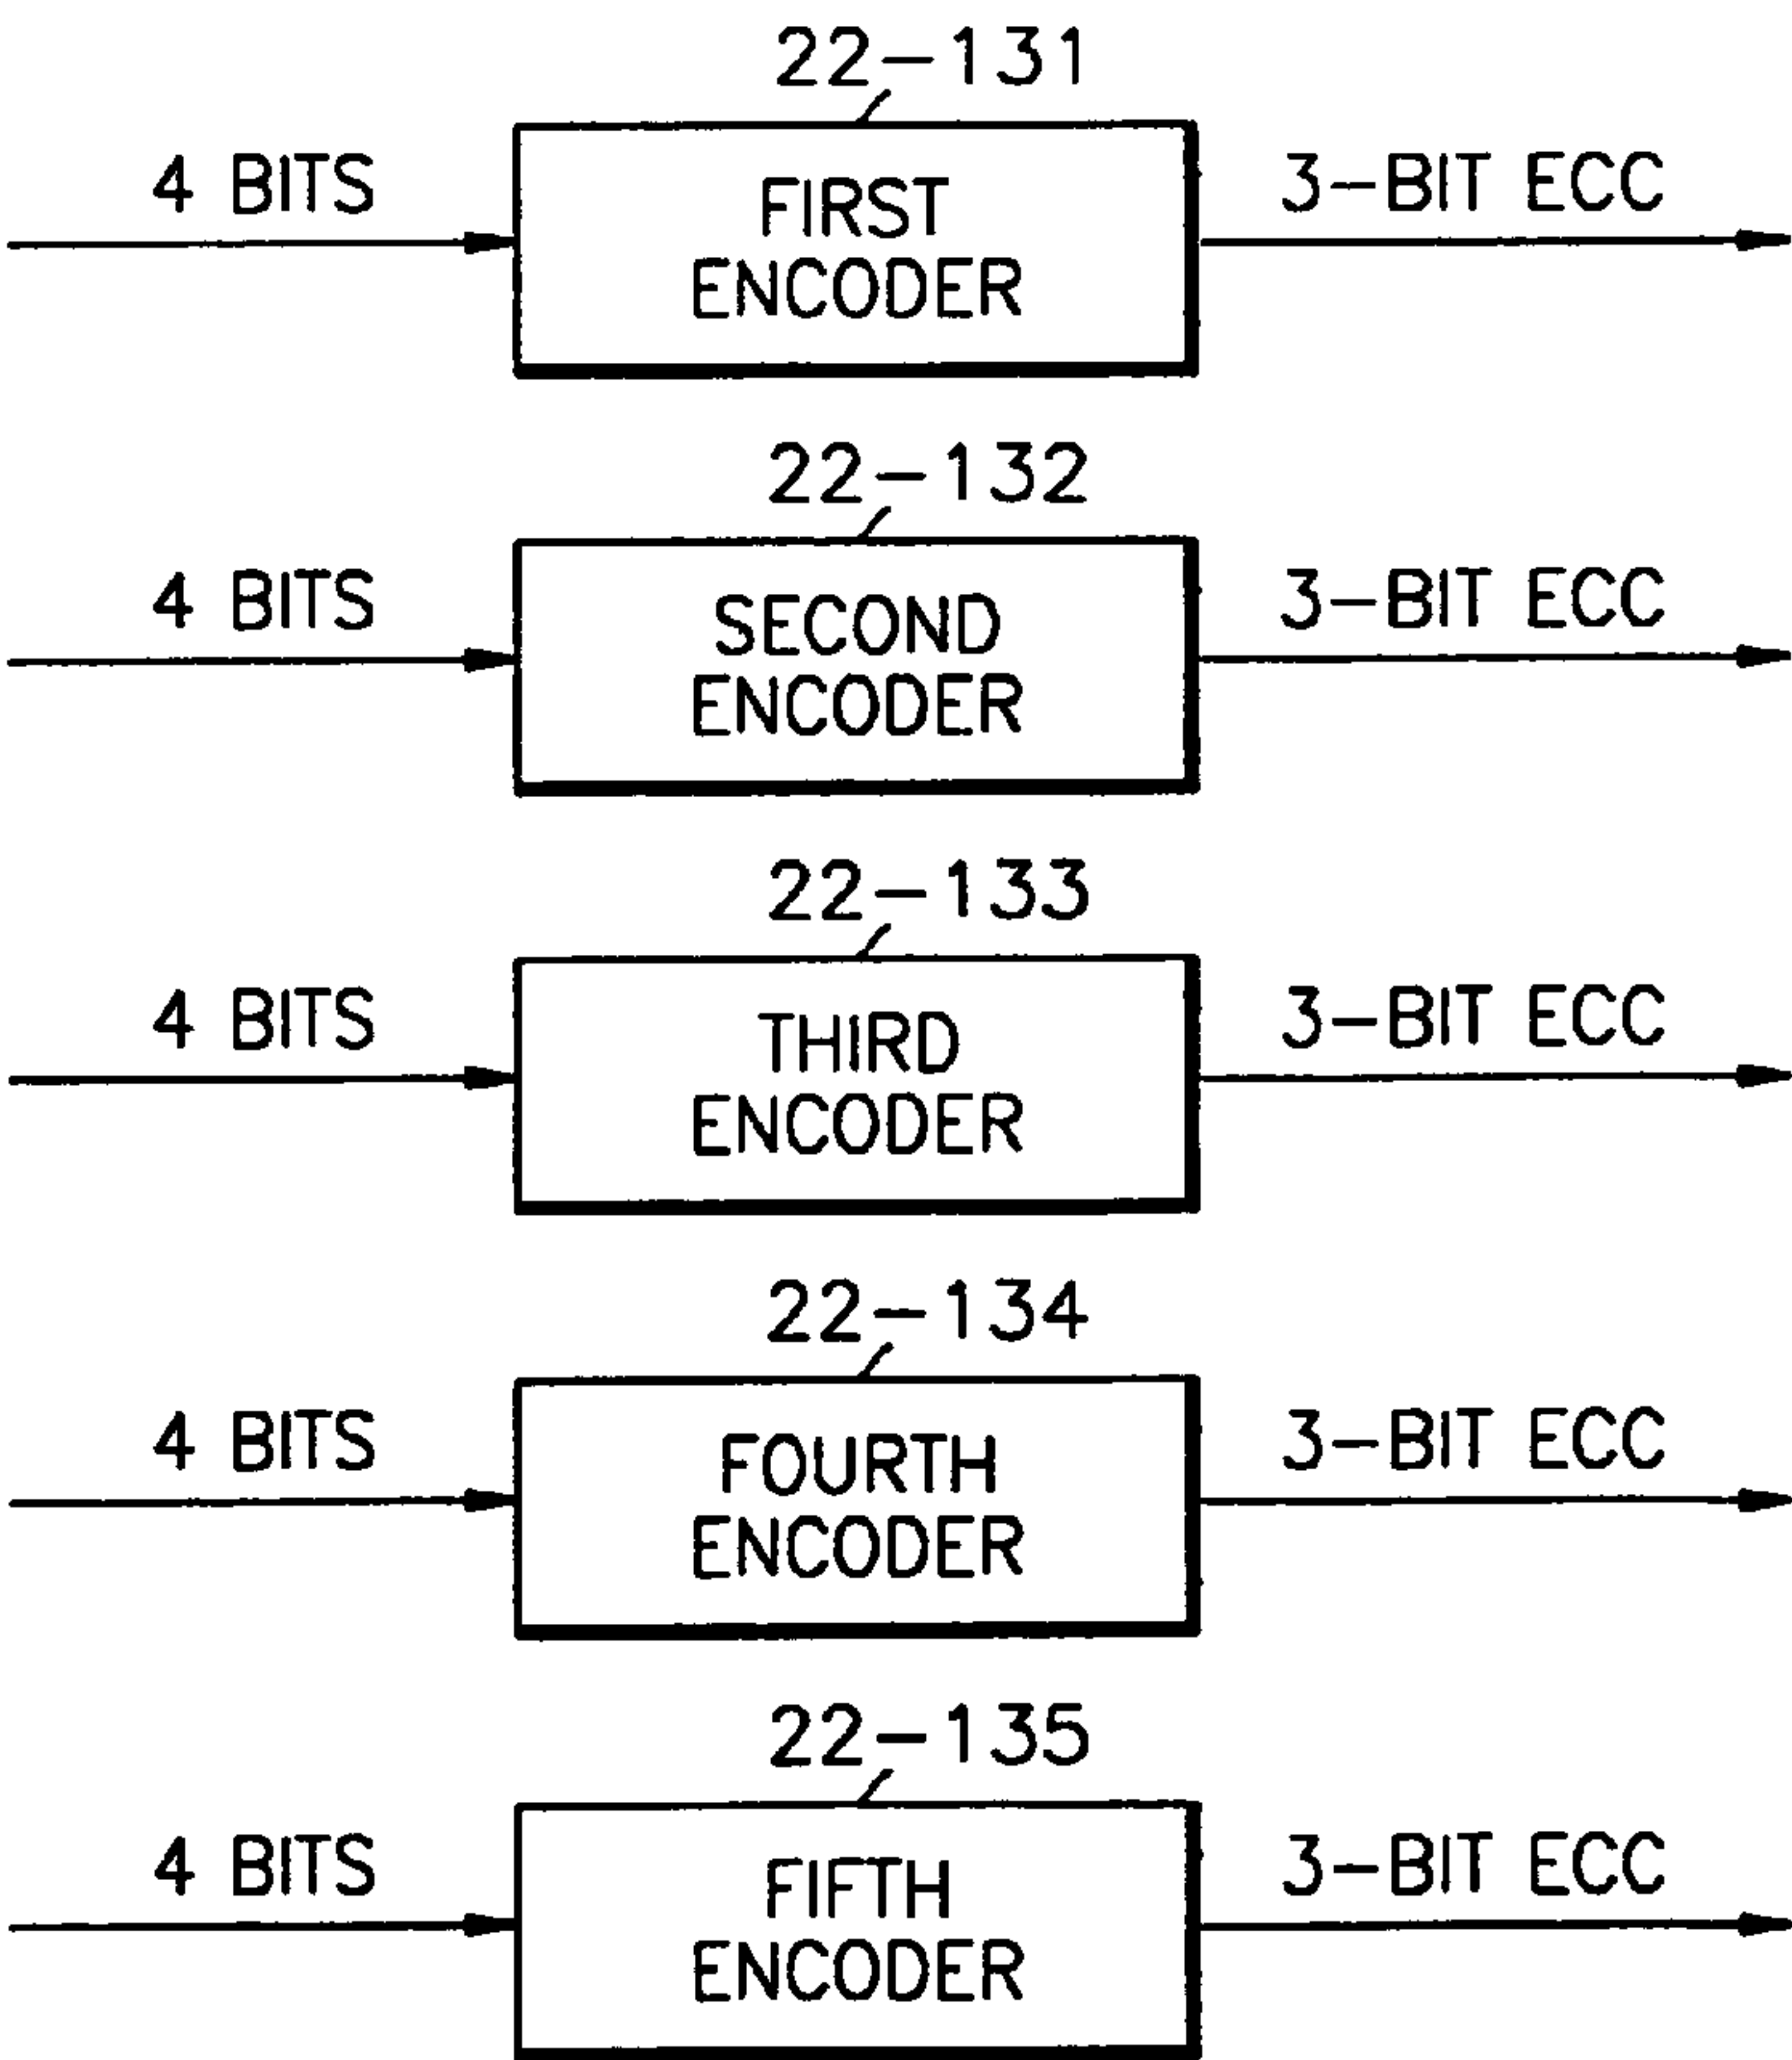 22-131
4 BITS
FIRST
ENCODER
3-BIT ECC
22-132
4 BITS
SECOND
ENCODER
3-BIT ECC
22-133
4 BITS
THIRD
ENCODER
3-BIT ECC
22-134
4 BITS
FOURTH
ENCODER
3-BIT ECC
22-135
4 BITS
FIFTH
ENCODER
3-BIT ECC